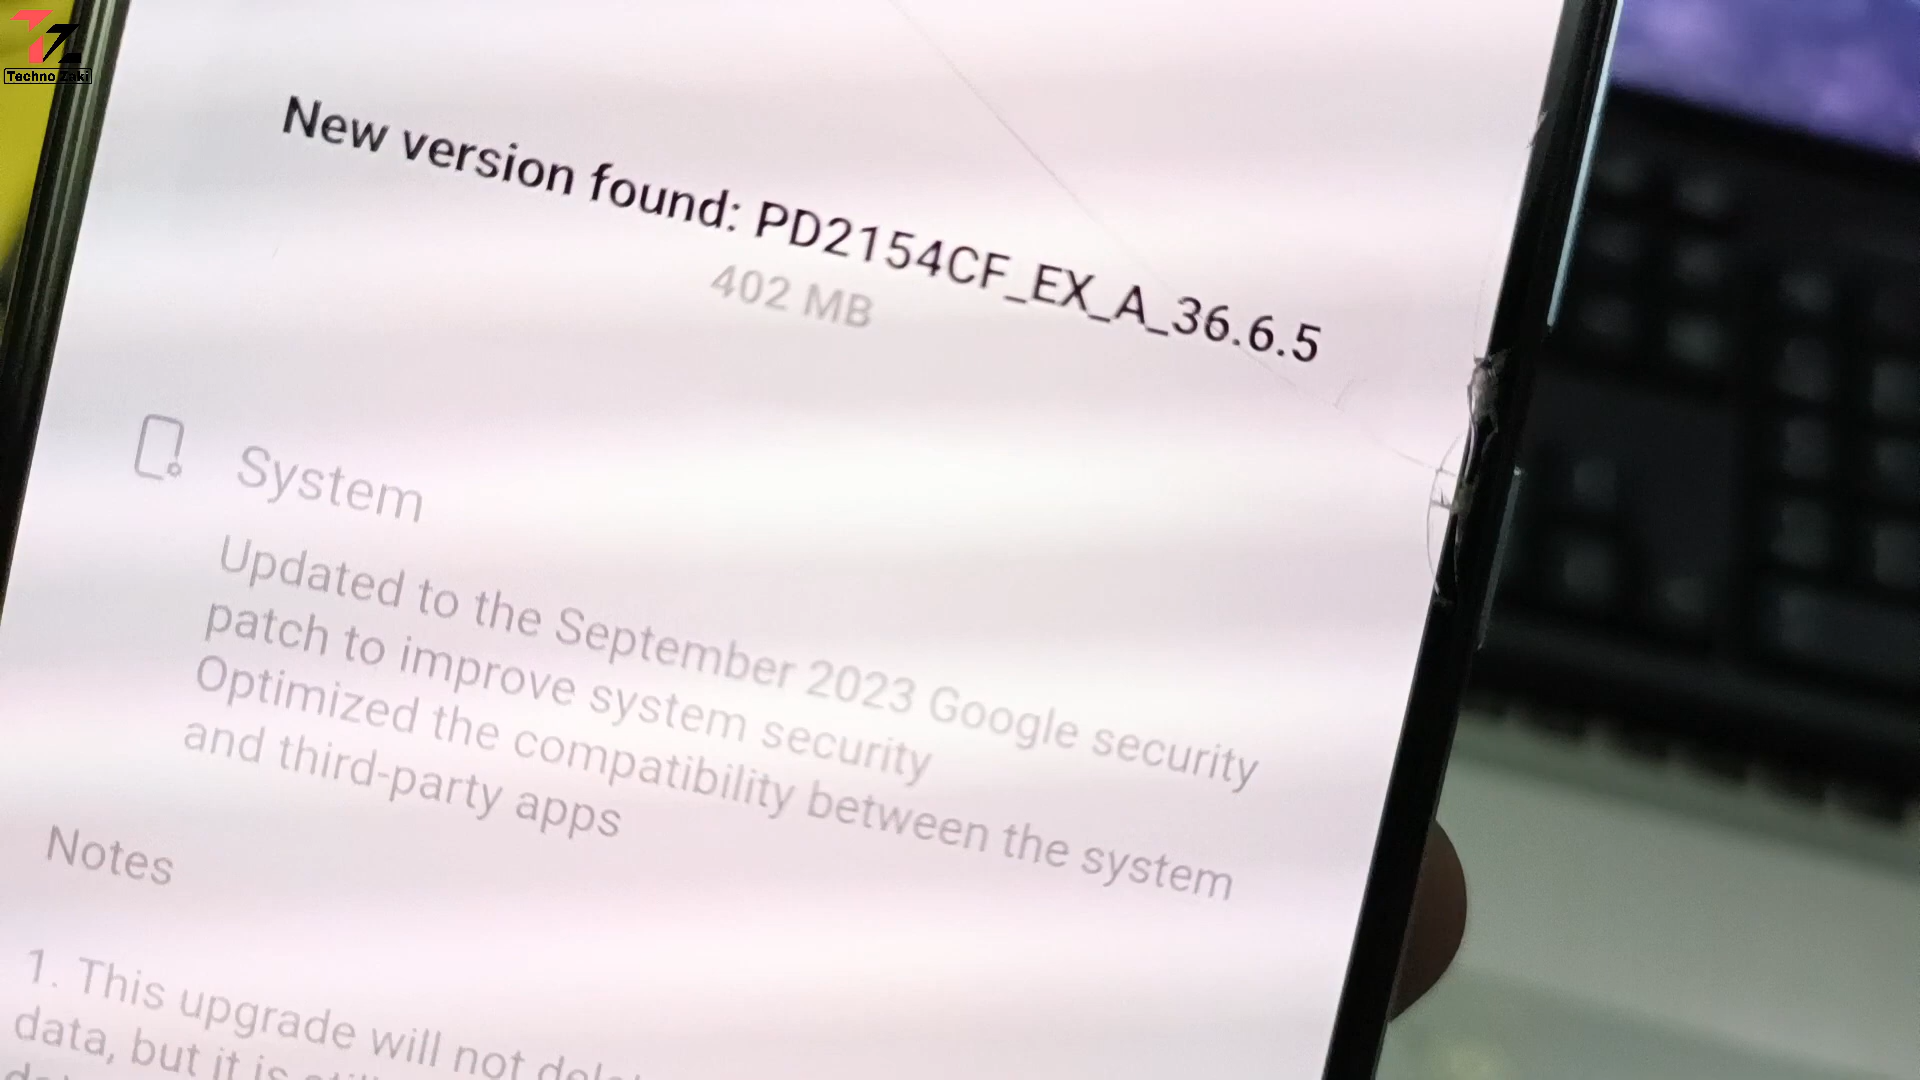 Techno Zaki
New version found: PD2154CF_EX_A_36.6.5
402 MB
System
Updated to the September 2023 Google security
patch to improve system security
Optimized the compatibility between the system
and third-party apps
Notes
1. This upgrade will not
data, but it is